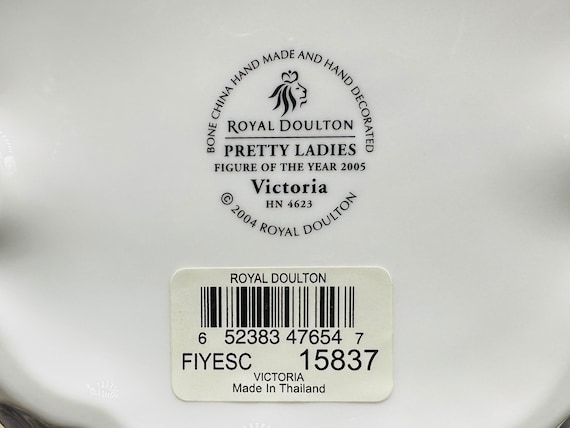 BONE CHINA HAND MADE AND HAND DECORATED
ROYAL DOULTON
PRETTY LADIES
FIGURE OF THE YEAR 2005
Victoria
HN 4623
© 2004 ROYAL DOULTON
ROYAL DOULTON
6 52383 47654 7
FIYESC 15837
VICTORIA
Made In Thailand